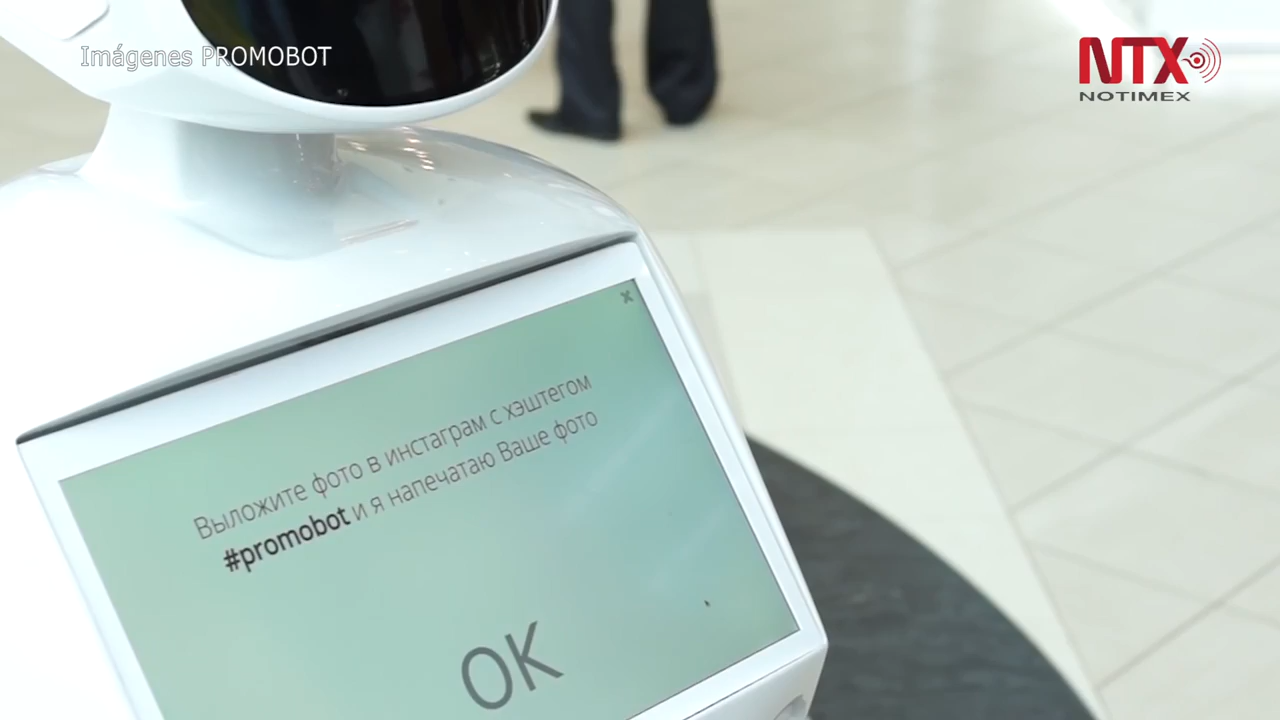 Imágenes PROMOBOT
NTX
NOTIMEX
x
Выложите фото в инстаграм с хэштегом
#promobot и я напечатаю Ваше фото
OK